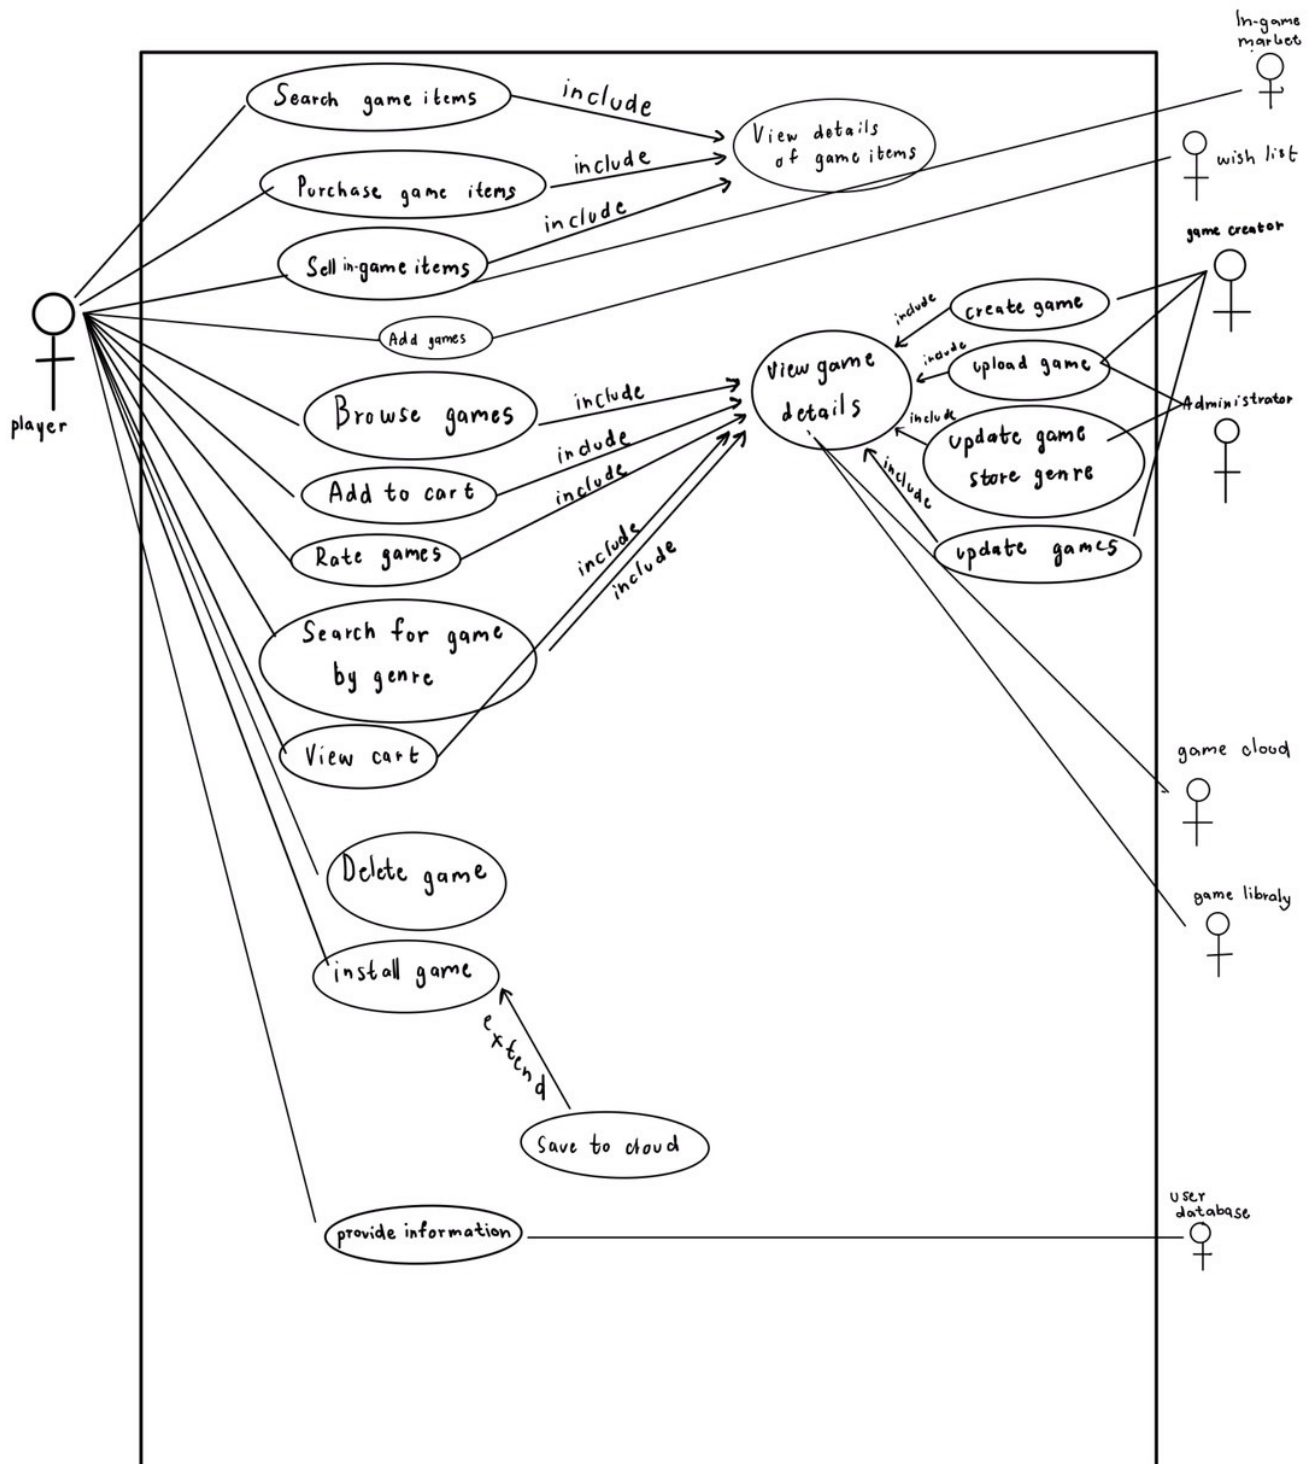 In-game
market
Search game items
include
View details
of game items
include
wish list
Purchase game items
include
game creator
Sell in-game items
include
create game
Add games
include
upload game
View game
details
player
Browse games
include
Administrator
include
update game
store genre
include
Add to cart
include
include
Rate games
update games
include
include
Search for game
by genre
View cart
game cloud
Delete game
game libraly
install game
extend
Save to cloud
user
database
provide information